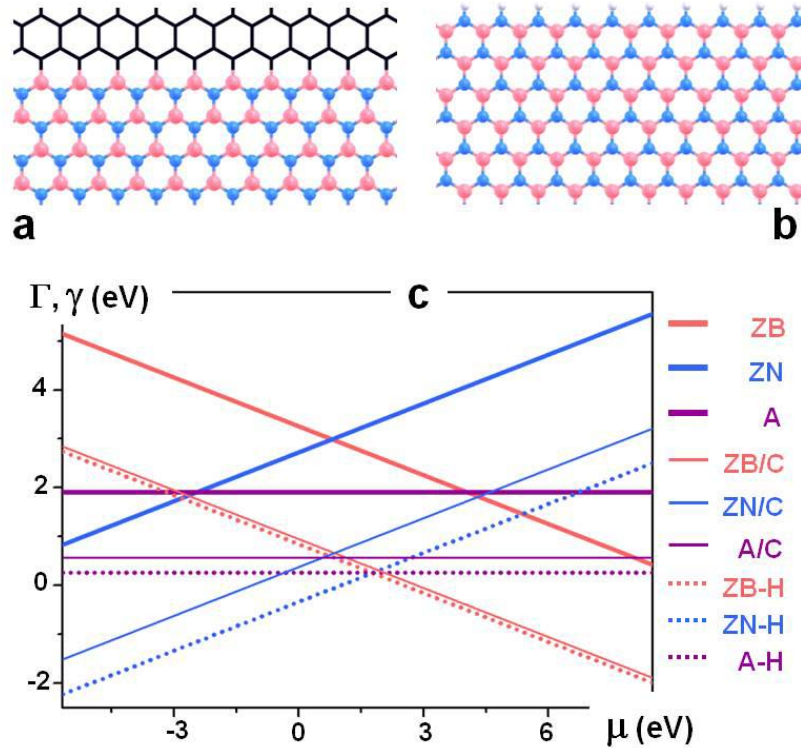 a
b
Γ, γ (eV)
c
4
2
0
-2
-3
0
3
6
μ (eV)
ZB
ZN
A
ZB/C
ZN/C
A/C
ZB-H
ZN-H
A-H